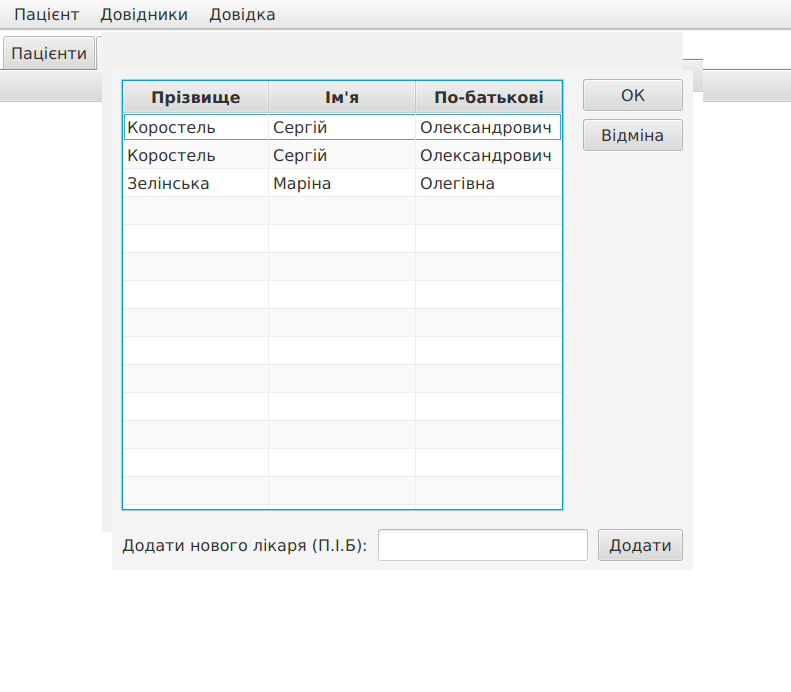 Пацієнт Довідники Довідка
Пацієнти
Прізвище Ім'я По-батькові
Коростель Сергій Олександрович
Коростель Сергій Олександрович
Зелінська Маріна Олегівна
ОК
Відміна
Додати нового лікаря (П.І.Б): Додати